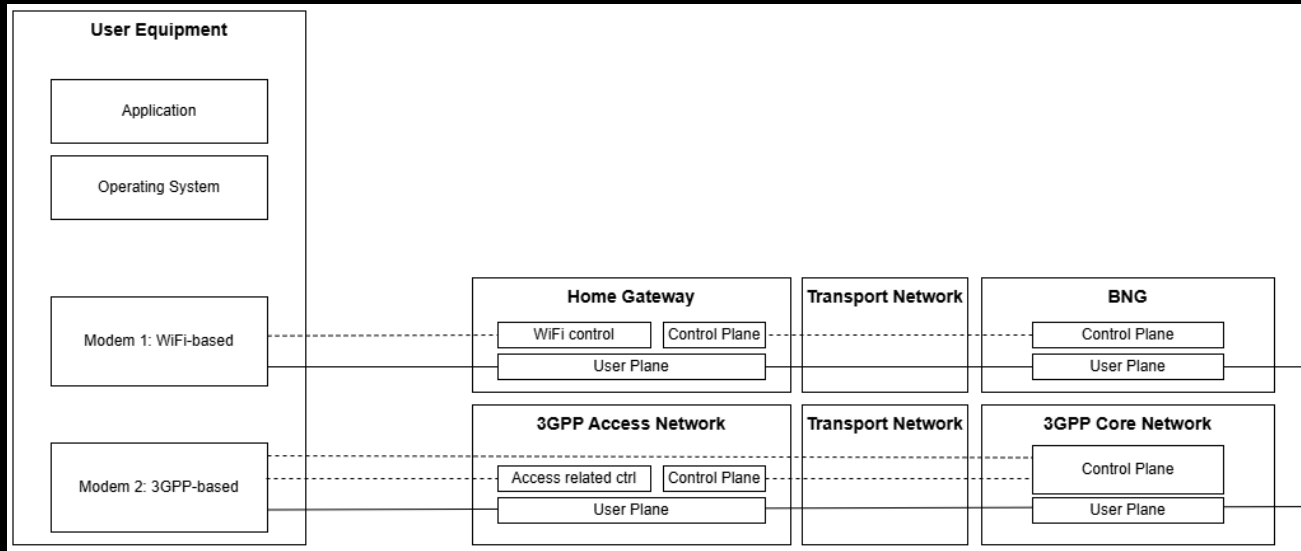 User Equipment
Application
Operating System
Modem 1: WiFi-based
Modem 2: 3GPP-based
Home Gateway
WiFi control
Control Plane
User Plane
Transport Network
BNG
Control Plane
User Plane
3GPP Access Network
Access related ctrl
Control Plane
User Plane
Transport Network
3GPP Core Network
Control Plane
User Plane